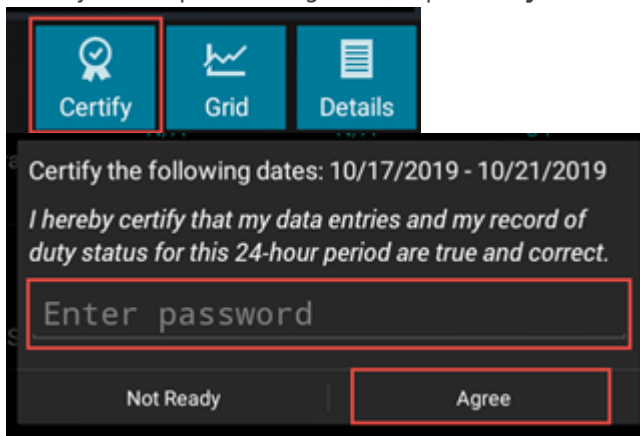 Certify
Grid
Details
Certify the following dates: 10/17/2019 - 10/21/2019
I hereby certify that my data entries and my record of
duty status for this 24-hour period are true and correct.
Enter password
Not Ready
Agree